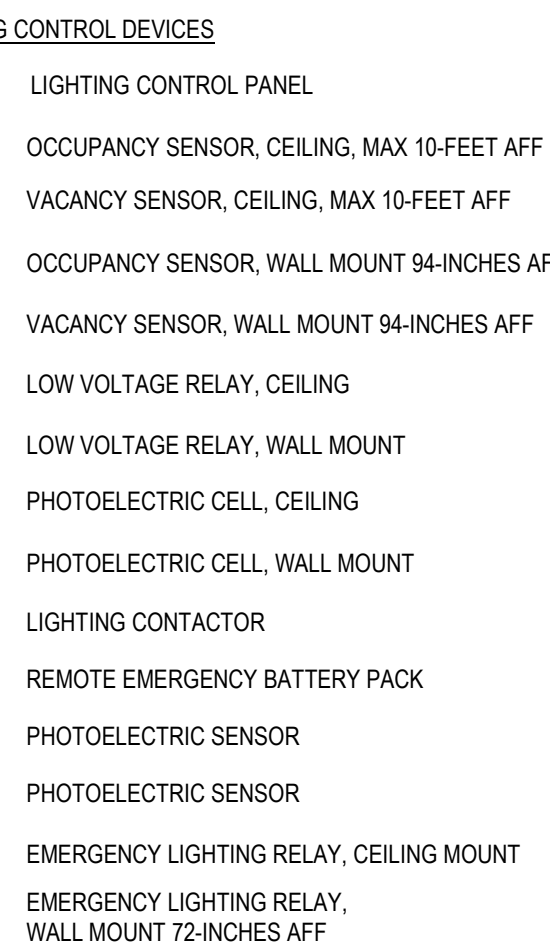 G CONTROL DEVICES
LIGHTING CONTROL PANEL
OCCUPANCY SENSOR, CEILING, MAX 10-FEET AFF
VACANCY SENSOR, CEILING, MAX 10-FEET AFF
OCCUPANCY SENSOR, WALL MOUNT 94-INCHES AF
VACANCY SENSOR, WALL MOUNT 94-INCHES AFF
LOW VOLTAGE RELAY, CEILING
LOW VOLTAGE RELAY, WALL MOUNT
PHOTOELECTRIC CELL, CEILING
PHOTOELECTRIC CELL, WALL MOUNT
LIGHTING CONTACTOR
REMOTE EMERGENCY BATTERY PACK
PHOTOELECTRIC SENSOR
PHOTOELECTRIC SENSOR
EMERGENCY LIGHTING RELAY, CEILING MOUNT
EMERGENCY LIGHTING RELAY,
WALL MOUNT 72-INCHES AFF